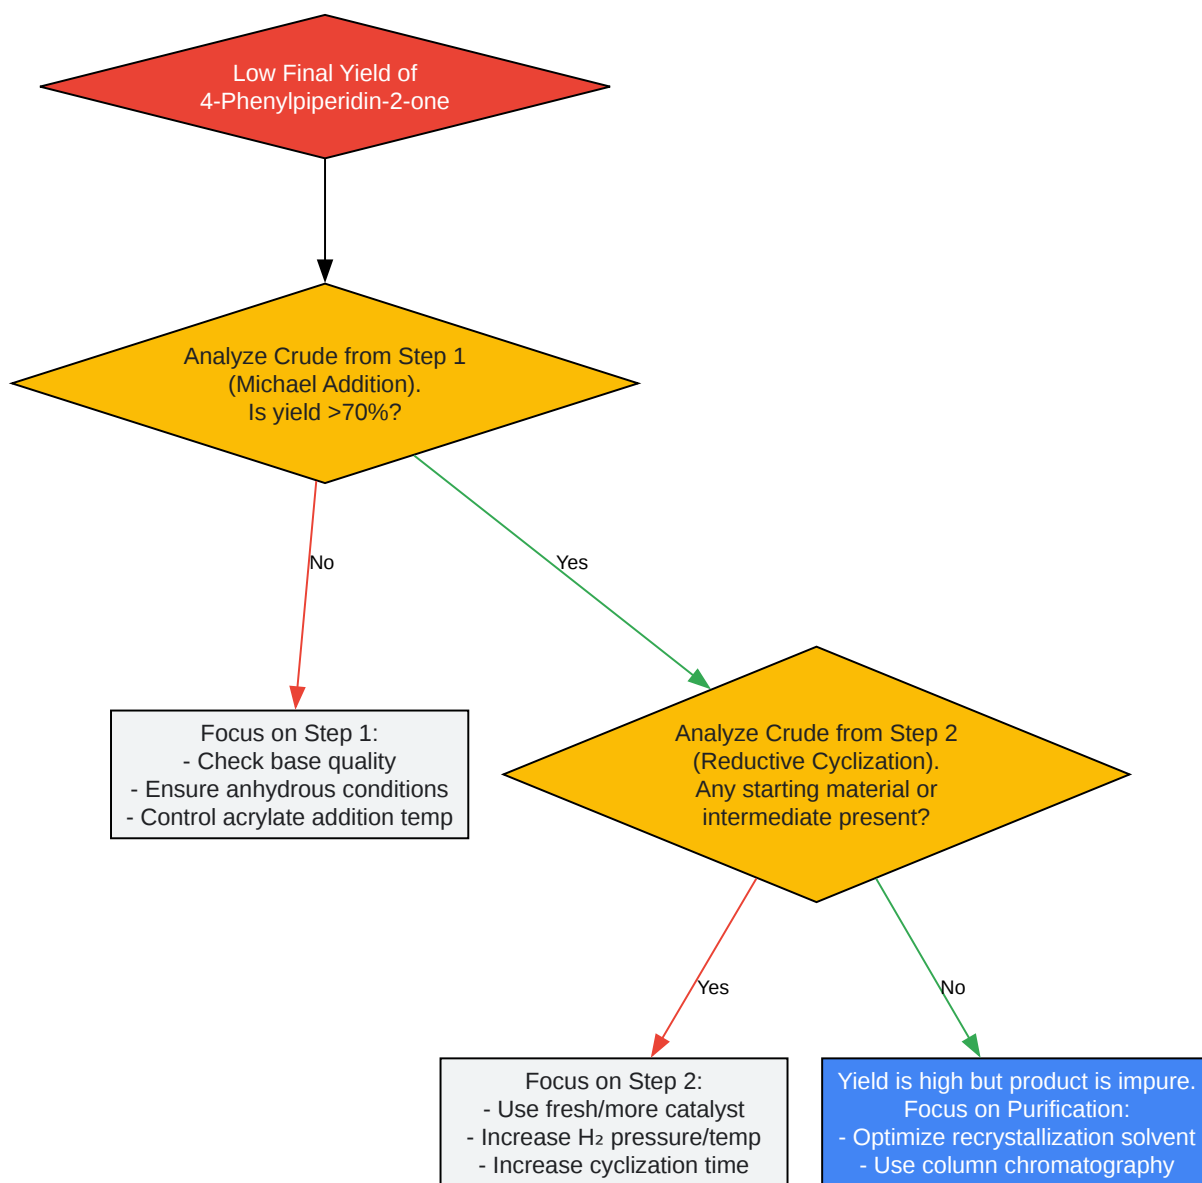 Low Final Yield of
4-Phenylpiperidin-2-one
Analyze Crude from Step 1
(Michael Addition).
Is yield >70%?
No
Yes
Focus on Step 1:
- Check base quality
- Ensure anhydrous conditions
- Control acrylate addition temp
Analyze Crude from Step 2
(Reductive Cyclization).
Any starting material or
intermediate present?
Yes
No
Focus on Step 2:
- Use fresh/more catalyst
- Increase H₂ pressure/temp
- Increase cyclization time
Yield is high but product is impure.
Focus on Purification:
- Optimize recrystallization solvent
- Use column chromatography